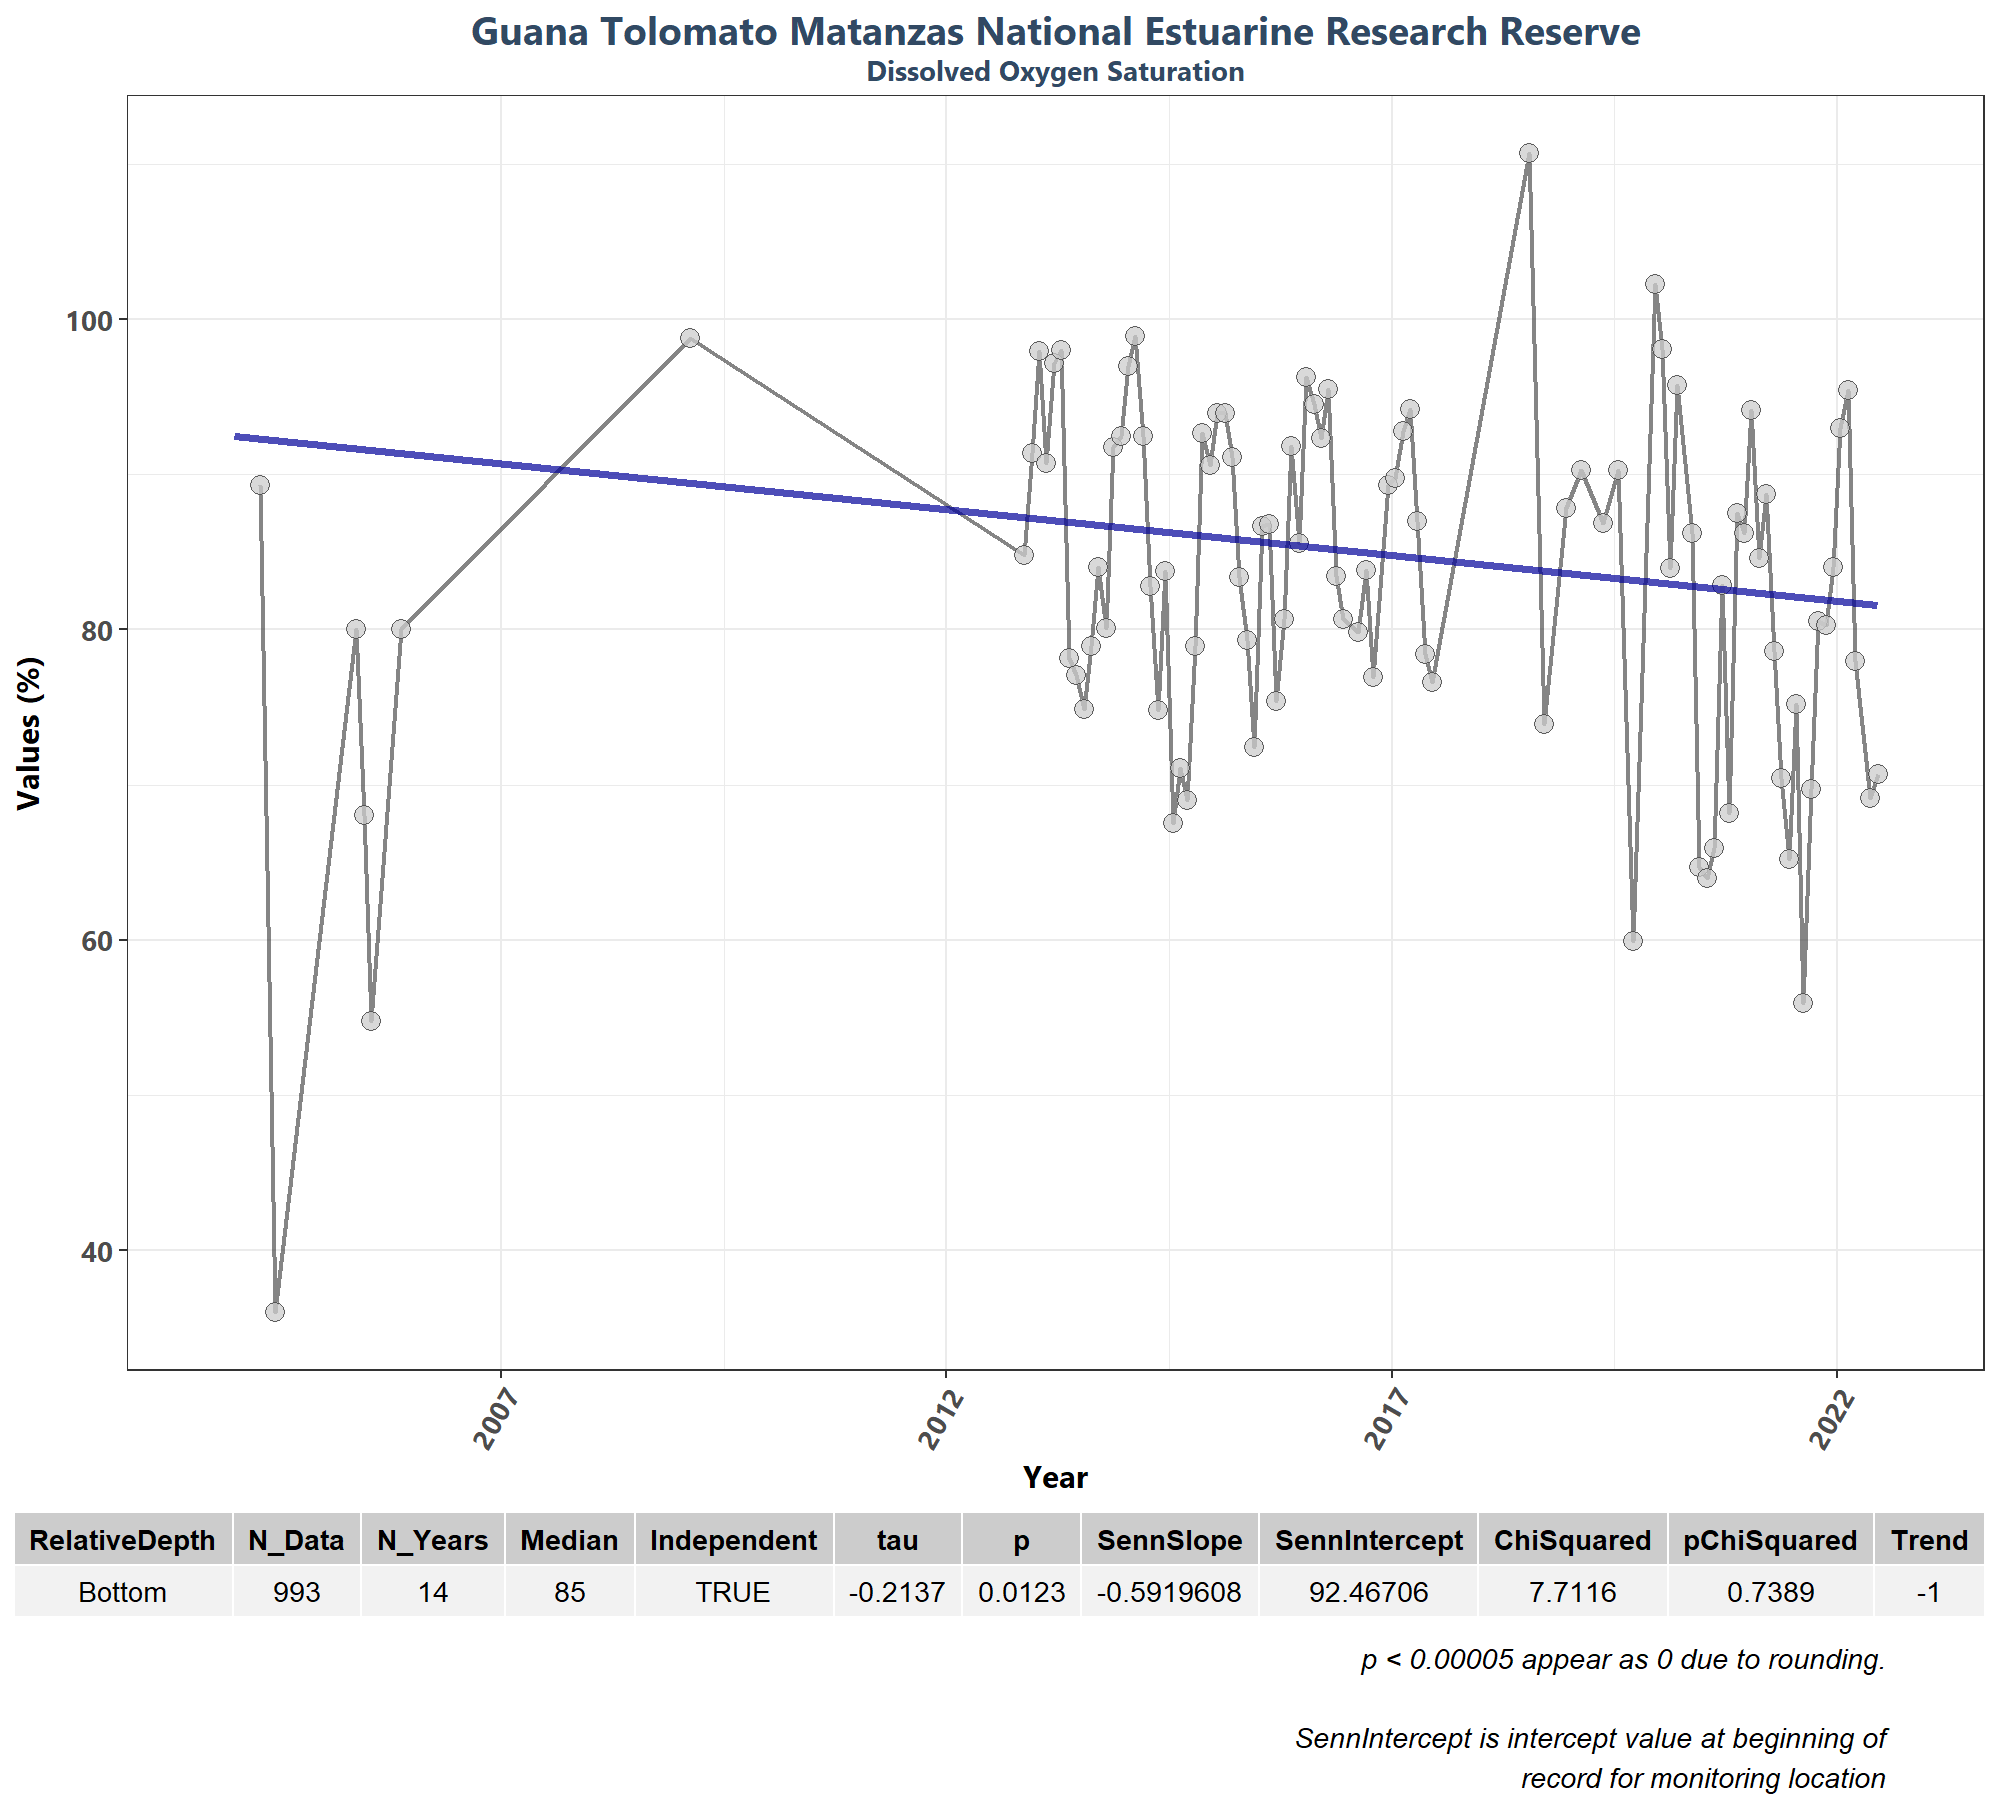 Guana Tolomato Matanzas National Estuarine Research Reserve
Dissolved Oxygen Saturation
Values (%)
100
80
60
40
2007 2012 2017 2022
Year
RelativeDepth N_Data N_Years Median Independent tau p SennSlope SennIntercept ChiSquared pChiSquared Trend
Bottom 993 14 85 TRUE -0.2137 0.0123 -0.5919608 92.46706 7.7116 0.7389 -1
p < 0.00005 appear as 0 due to rounding.
SennIntercept is intercept value at beginning of
record for monitoring location